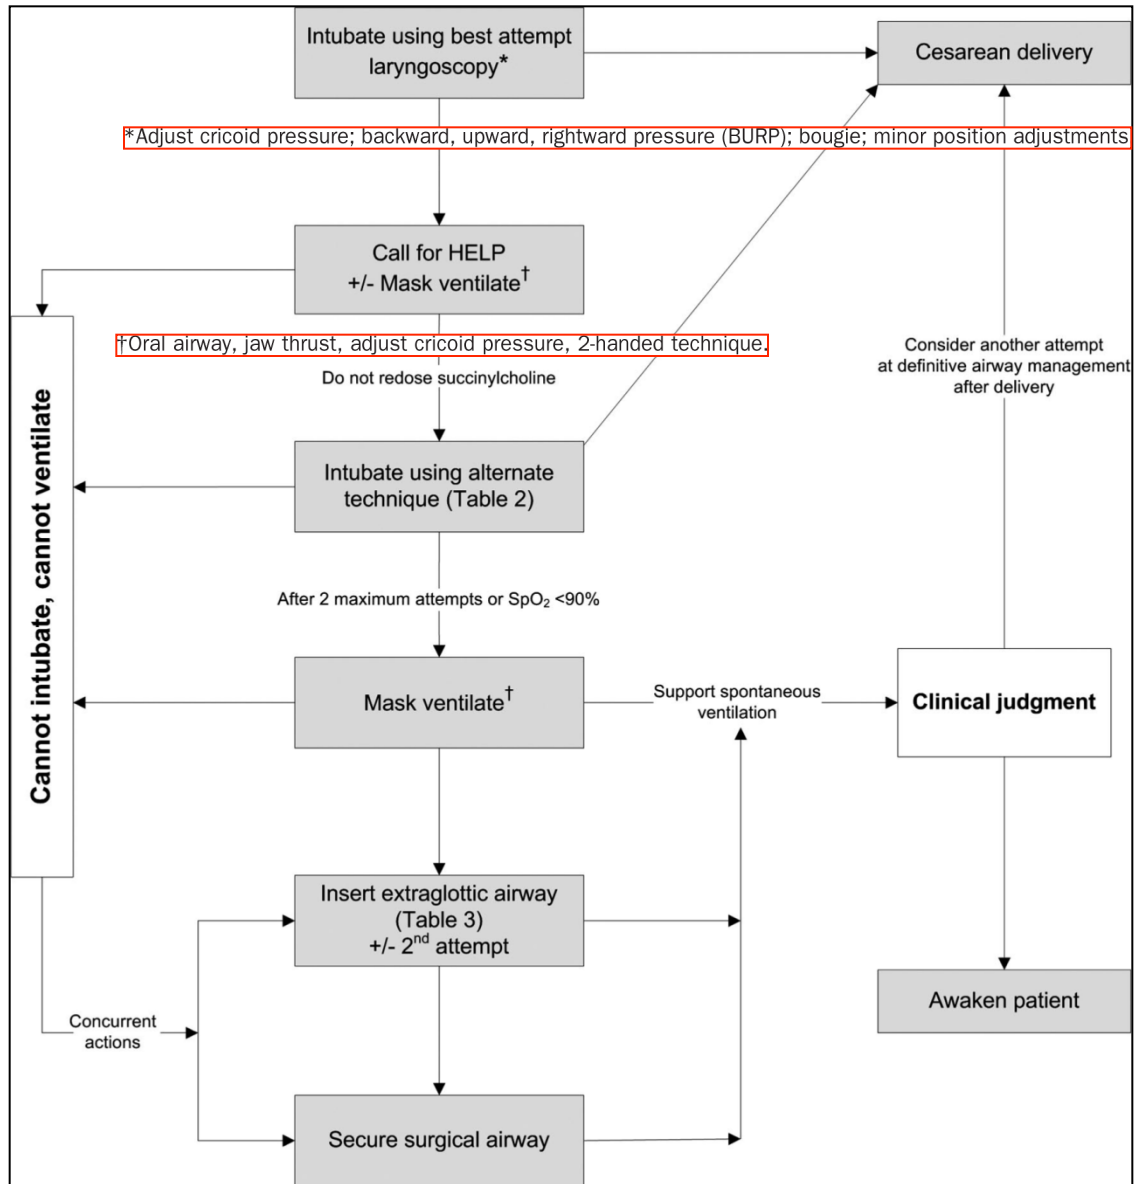 Intubate using best attempt
laryngoscopy*
Cesarean delivery
*Adjust cricoid pressure; backward, upward, rightward pressure (BURP); bougie; minor position adjustments
Call for HELP
+/- Mask ventilate†
†Oral airway, jaw thrust, adjust cricoid pressure, 2-handed technique.
Consider another attempt
at definitive airway management
after delivery
Do not redose succinylcholine
Cannot intubate, cannot ventilate
Intubate using alternate
technique (Table 2)
After 2 maximum attempts or SpO₂ <90%
Mask ventilate†
Support spontaneous
ventilation
Clinical judgment
Insert extraglottic airway
(Table 3)
+/- 2nd attempt
Awaken patient
Concurrent
actions
Secure surgical airway